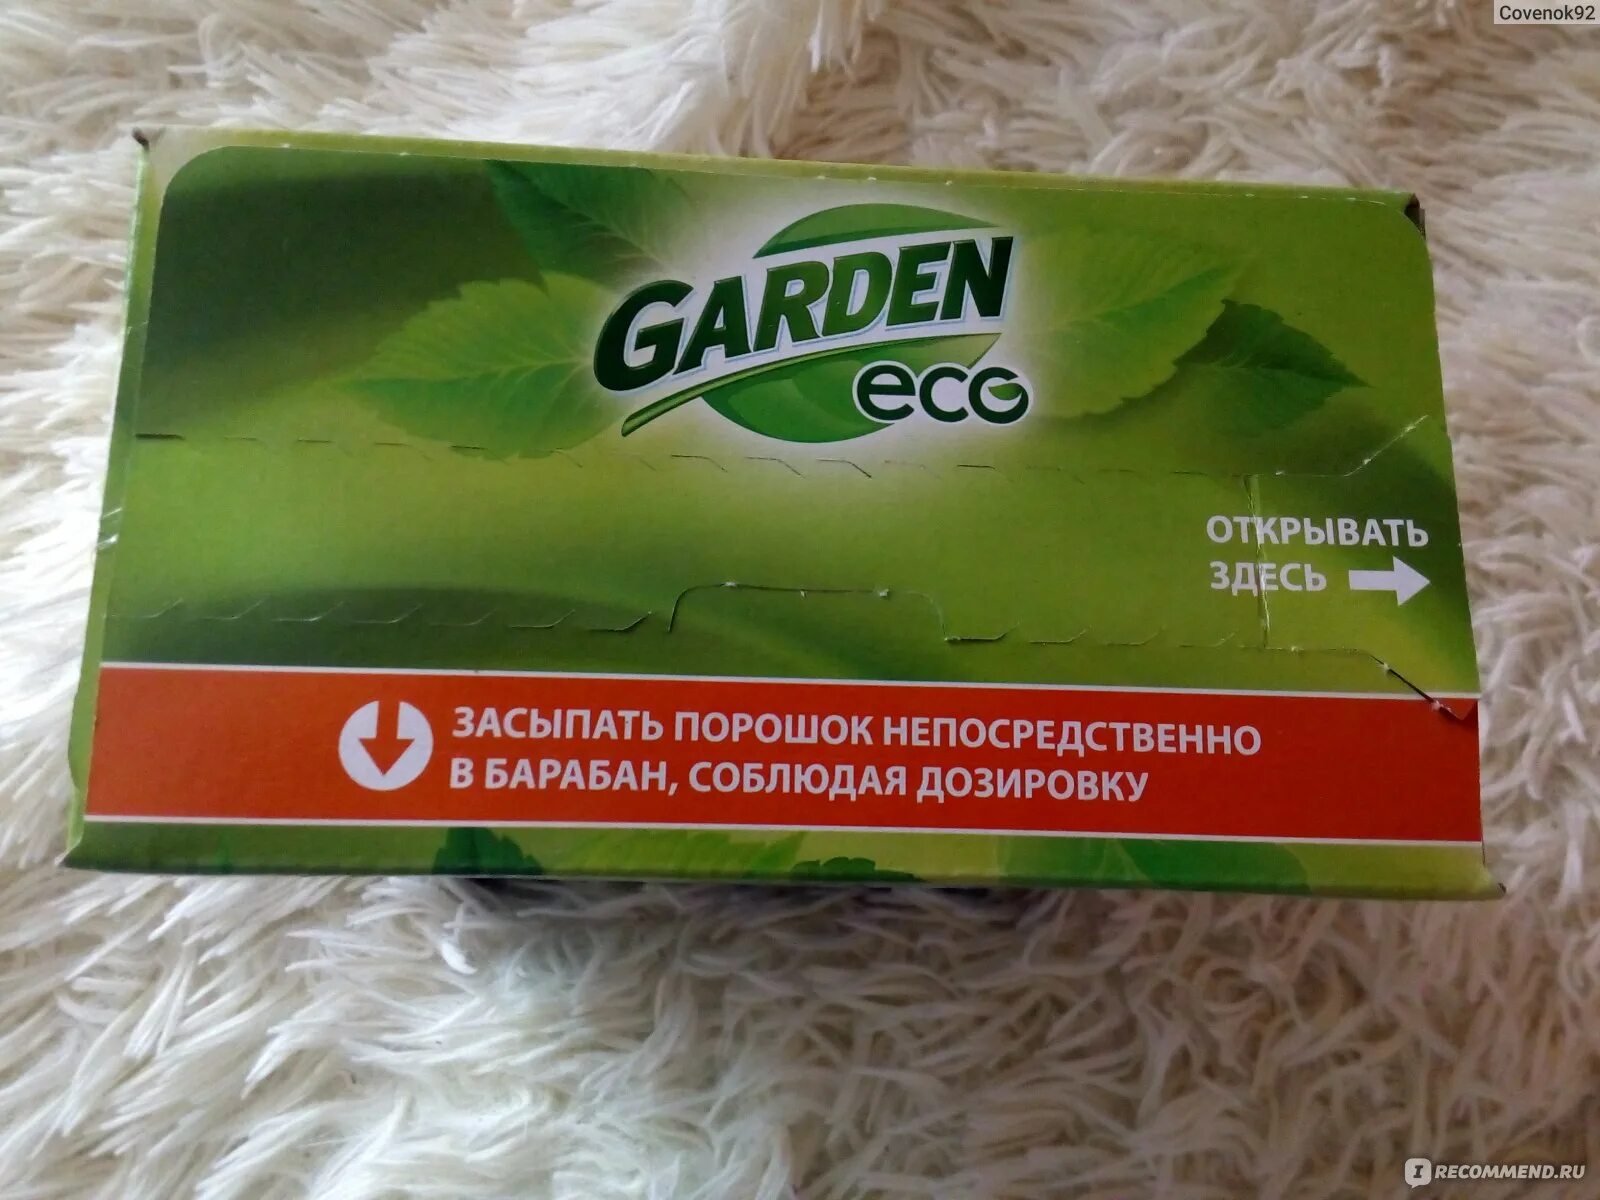 Covenok92
GARDEN
eco
ОТКРЫВАТЬ
ЗДЕСЬ
ЗАСЫПАТЬ ПОРОШОК НЕПОСРЕДСТВЕННО
В БАРАБАН, СОБЛЮДАЯ ДОЗИРОВКУ
IRECOMMEND.RU